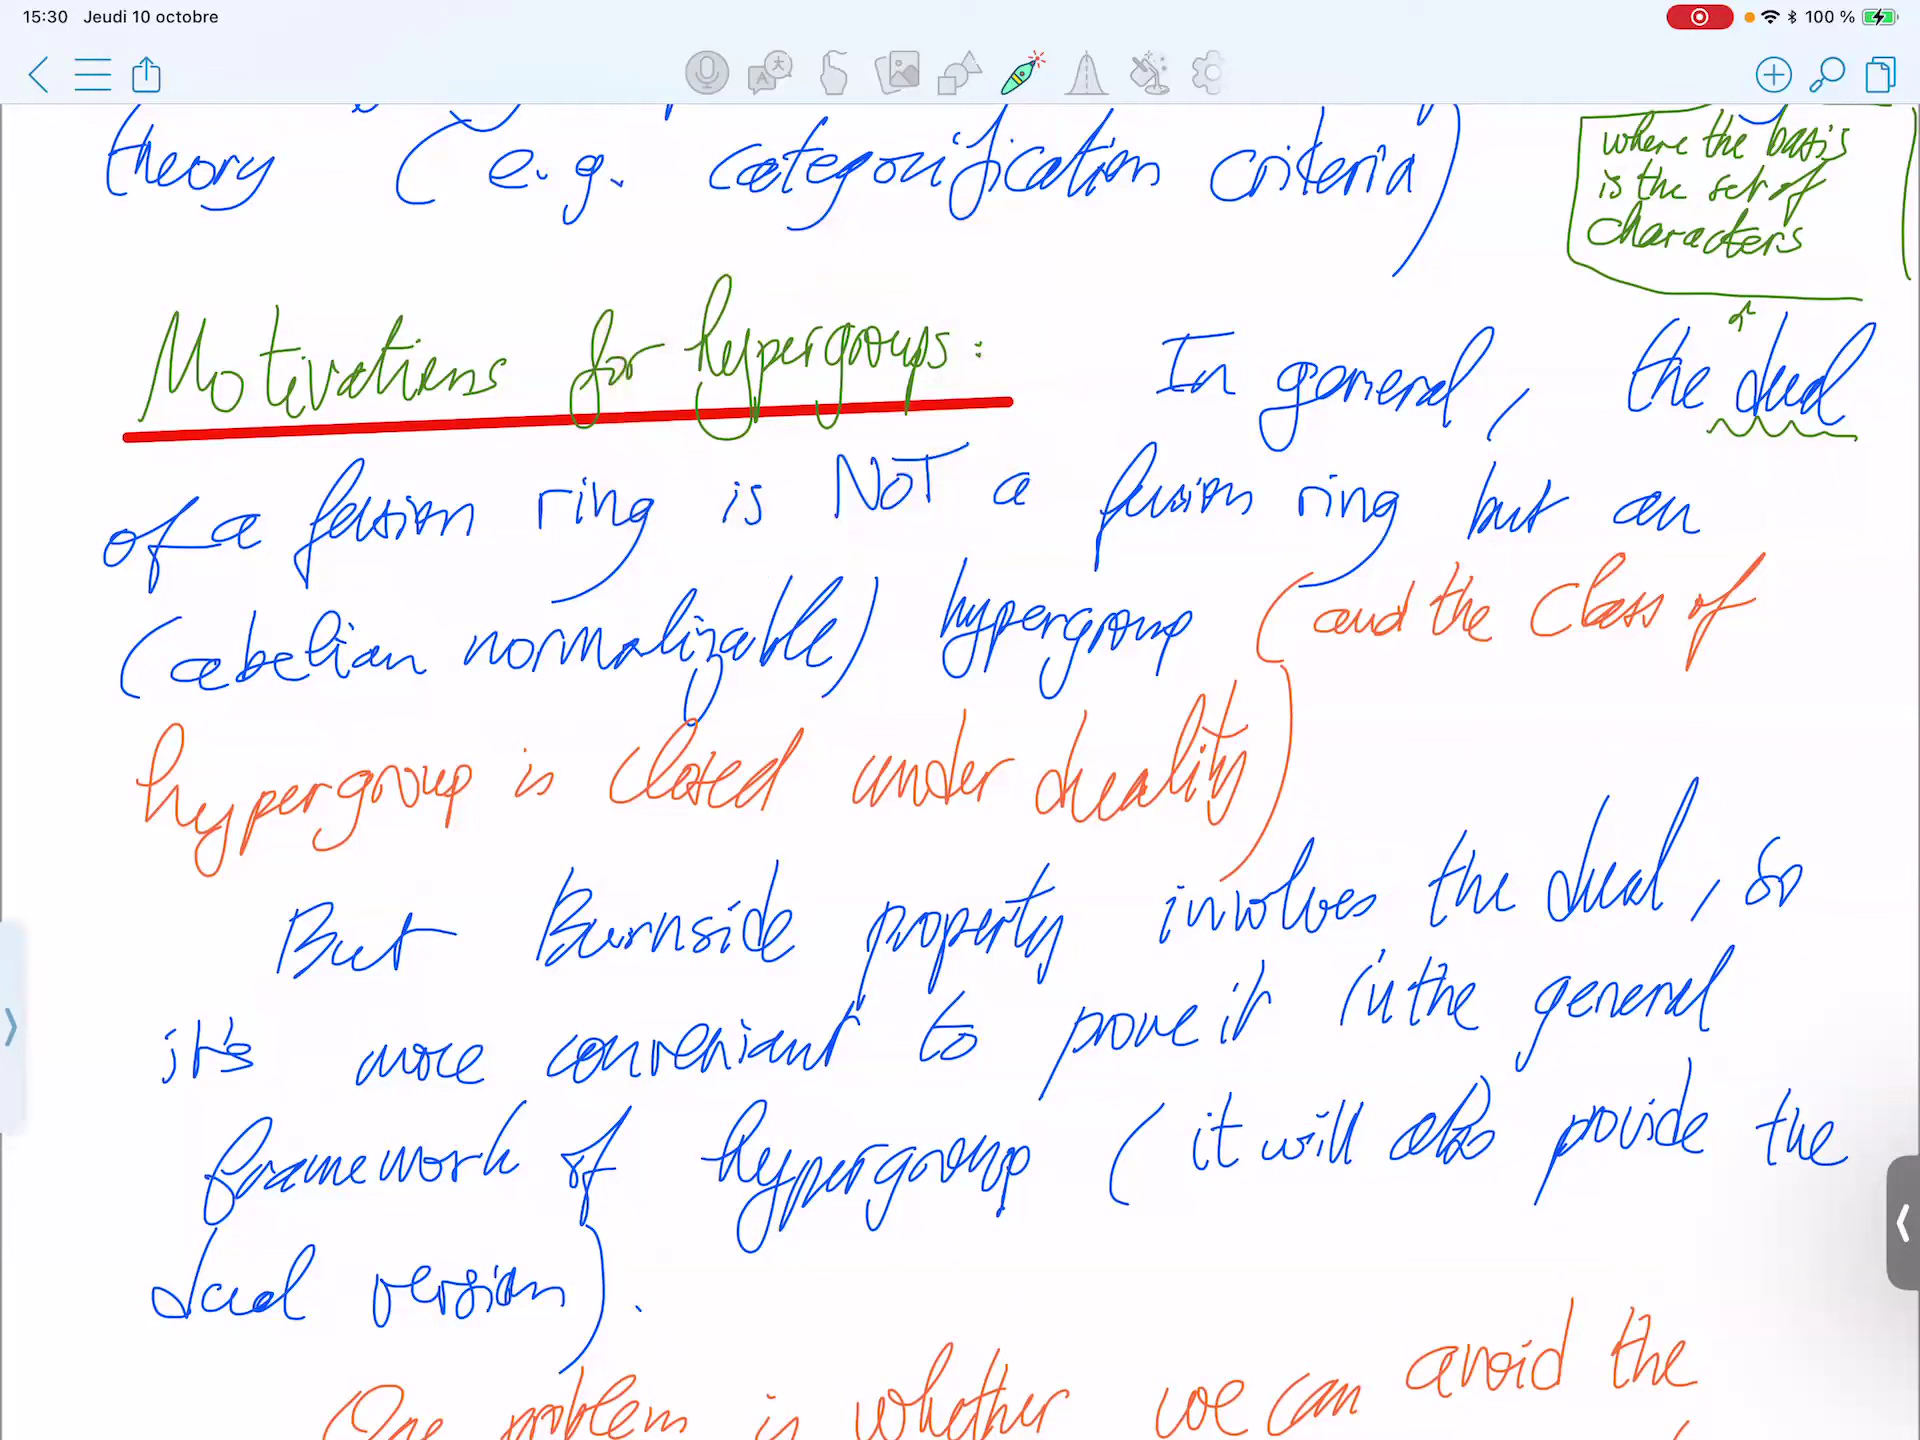 15:30 Jeudi 10 octobre 100 %
theory (e.g. categorification criteria)
where the basis
is the set of
characters
Motivations for hypergroups: In general, the dual
of a fusion ring is NOT a fusion ring but an
(abelian normalizable) hypergroup (and the class of
hypergroup is closed under duality)
But Burnside property involves the dual, so
it's more convenient to prove it in the general
framework of hypergroup (it will also provide the
dual version).
One problem is whether we can avoid the